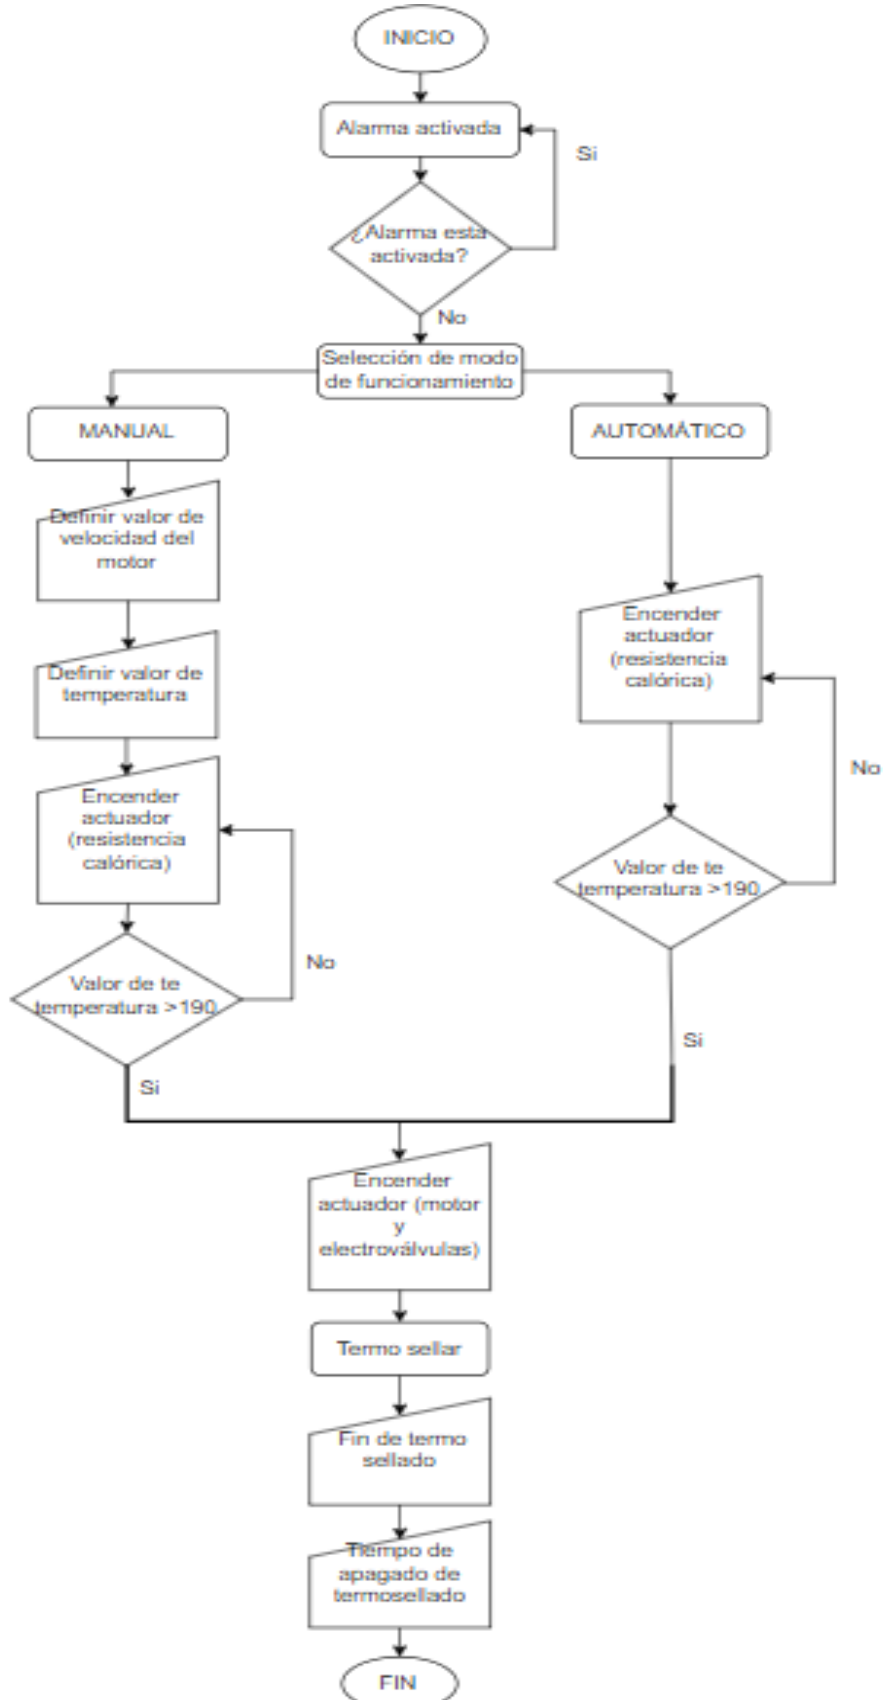 INICIO
Alarma activada
Si
¿Alarma esta
activada?
No
Selección de modo
de funcionamiento
MANUAL
Definir valor de
velocidad del
motor
Definir valor de
temperatura
Encender
actuador
(resistencia
calórica)
No
Valor de te
temperatura >190
Si
AUTOMÁTICO
Encender
actuador
(resistencia
calórica)
No
Valor de te
temperatura >190
Si
Encender
actuador (motor
y
electroválvulas)
Termo sellar
Fin de termo
sellado
Tiempo de
apagado de
termosellado
FIN